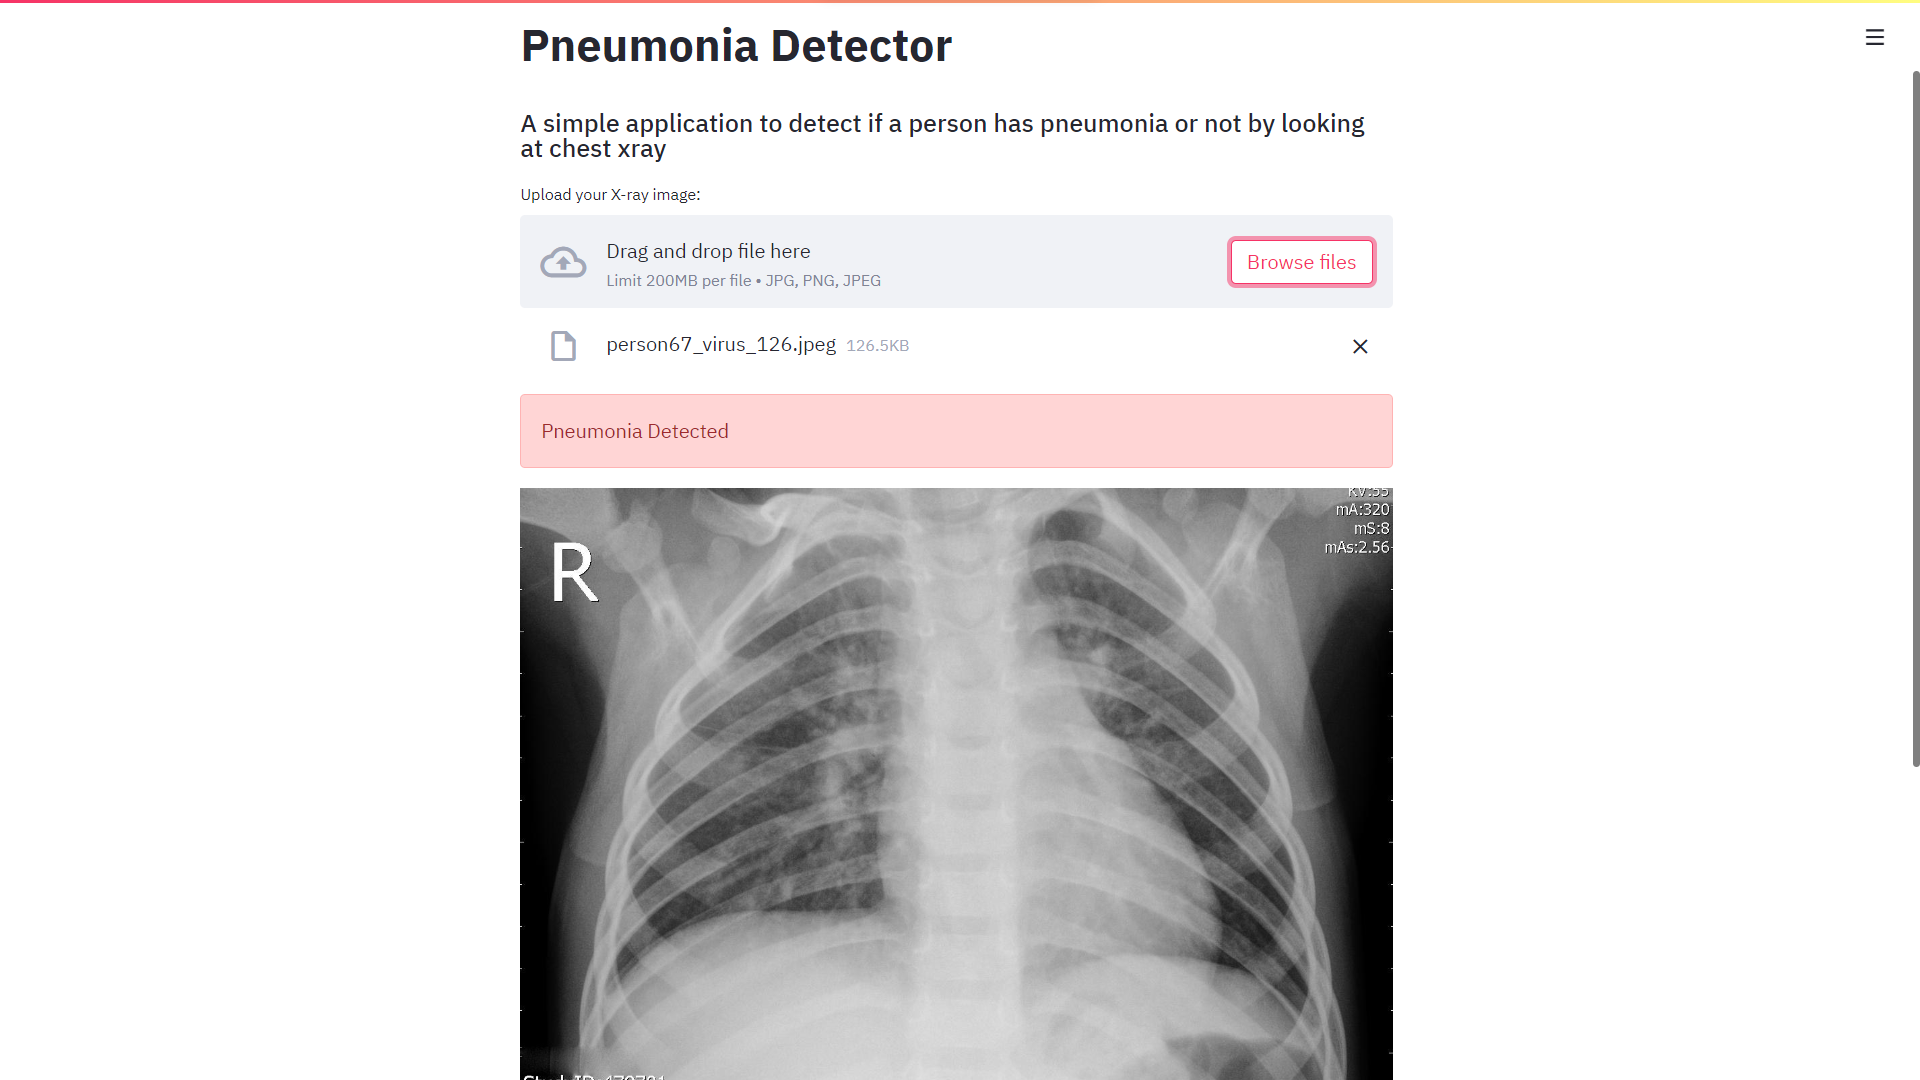 Pneumonia Detector
A simple application to detect if a person has pneumonia or not by looking
at chest xray
Upload your X-ray image:
Drag and drop file here
Limit 200MB per file • JPG, PNG, JPEG
Browse files
person67_virus_126.jpeg 126.5KB
Pneumonia Detected
KV:55
mA:320
mS:8
mAs:2.56
R